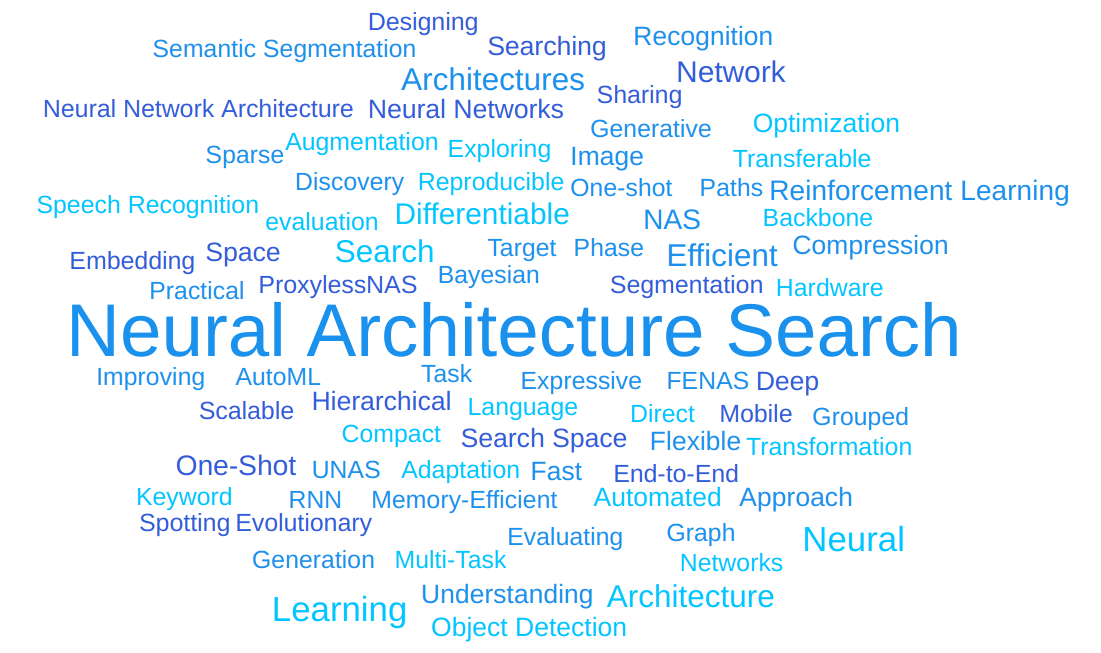 Designing
Semantic Segmentation Searching Recognition
Architectures Network
Neural Network Architecture Neural Networks Sharing
Augmentation Generative Optimization
Sparse Exploring Image Transferable
Discovery Reproducible One-shot Paths Reinforcement Learning
Speech Recognition evaluation Differentiable NAS Backbone
Embedding Space Search Target Phase Efficient Compression
Practical ProxylessNAS Bayesian Segmentation Hardware
Neural Architecture Search
Improving AutoML Task Expressive FENAS Deep
Scalable Hierarchical Language Direct Mobile Grouped
Compact Search Space Flexible Transformation
One-Shot UNAS Adaptation Fast End-to-End
Keyword RNN Memory-Efficient Automated Approach
Spotting Evolutionary Evaluating Graph Neural
Generation Multi-Task Networks
Learning Understanding Architecture
Object Detection